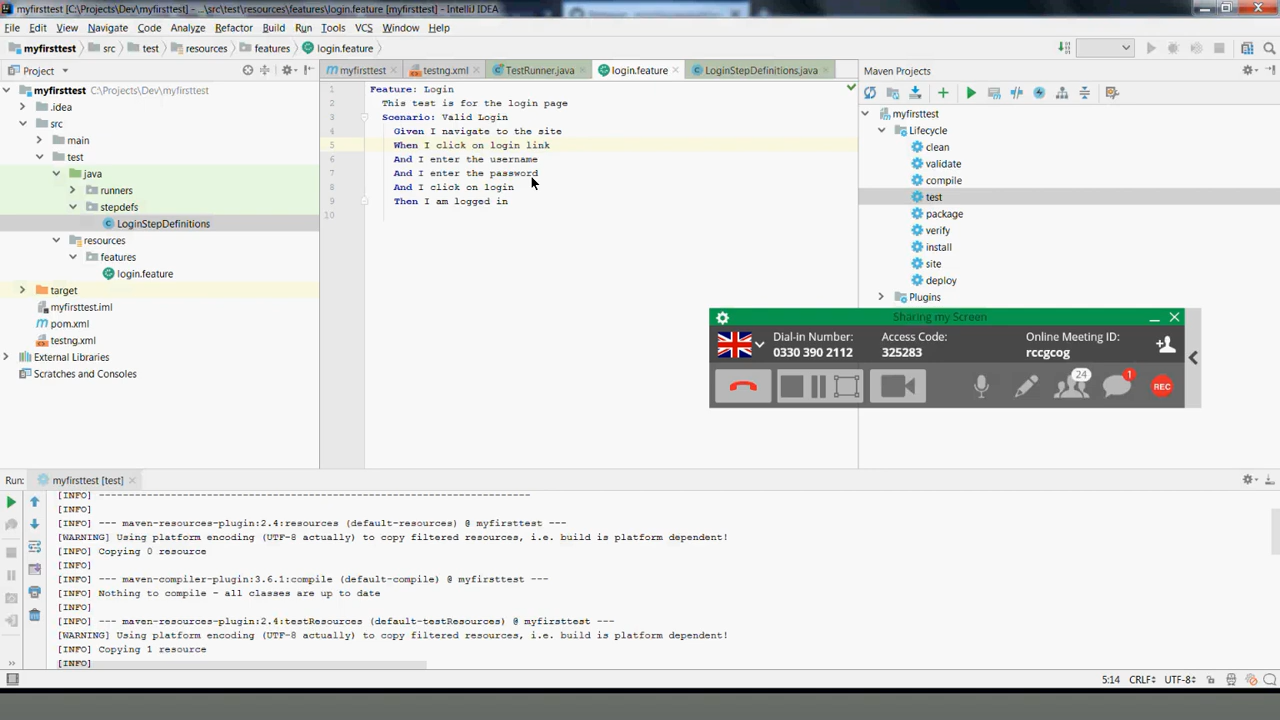 myfirsttest [C:\Projects\Dev\myfirsttest] - ...\src\test\resources\features\login.feature [myfirsttest] - IntelliJ IDEA
File Edit View Navigate Code Analyze Refactor Build Run Tools VCS Window Help
myfirsttest src test resources features login.feature
Project
myfirsttest testng.xml TestRunner.java login.feature LoginStepDefinitions.java
Maven Projects
myfirsttest C:\Projects\Dev\myfirsttest
.idea
src
main
test
java
runners
stepdefs
LoginStepDefinitions
resources
features
login.feature
target
myfirsttest.iml
pom.xml
testng.xml
External Libraries
Scratches and Consoles
1 Feature: Login
2 This test is for the login page
3 Scenario: Valid Login
4 Given I navigate to the site
5 When I click on login link
6 And I enter the username
7 And I enter the password
8 And I click on login
9 Then I am logged in
10
myfirsttest
Lifecycle
clean
validate
compile
test
package
verify
install
site
deploy
Plugins
Sharing my Screen
Dial-in Number: Access Code: Online Meeting ID:
0330 390 2112 325283 rccgcog
24 1 REC
Run: myfirsttest [test]
[INFO] ------------------------------------------------------------------------
[INFO]
[INFO] --- maven-resources-plugin:2.4:resources (default-resources) @ myfirsttest ---
[WARNING] Using platform encoding (UTF-8 actually) to copy filtered resources, i.e. build is platform dependent!
[INFO] Copying 0 resource
[INFO]
[INFO] --- maven-compiler-plugin:3.6.1:compile (default-compile) @ myfirsttest ---
[INFO] Nothing to compile - all classes are up to date
[INFO]
[INFO] --- maven-resources-plugin:2.4:testResources (default-testResources) @ myfirsttest ---
[WARNING] Using platform encoding (UTF-8 actually) to copy filtered resources, i.e. build is platform dependent!
[INFO] Copying 1 resource
[INFO]
5:14 CRLF UTF-8